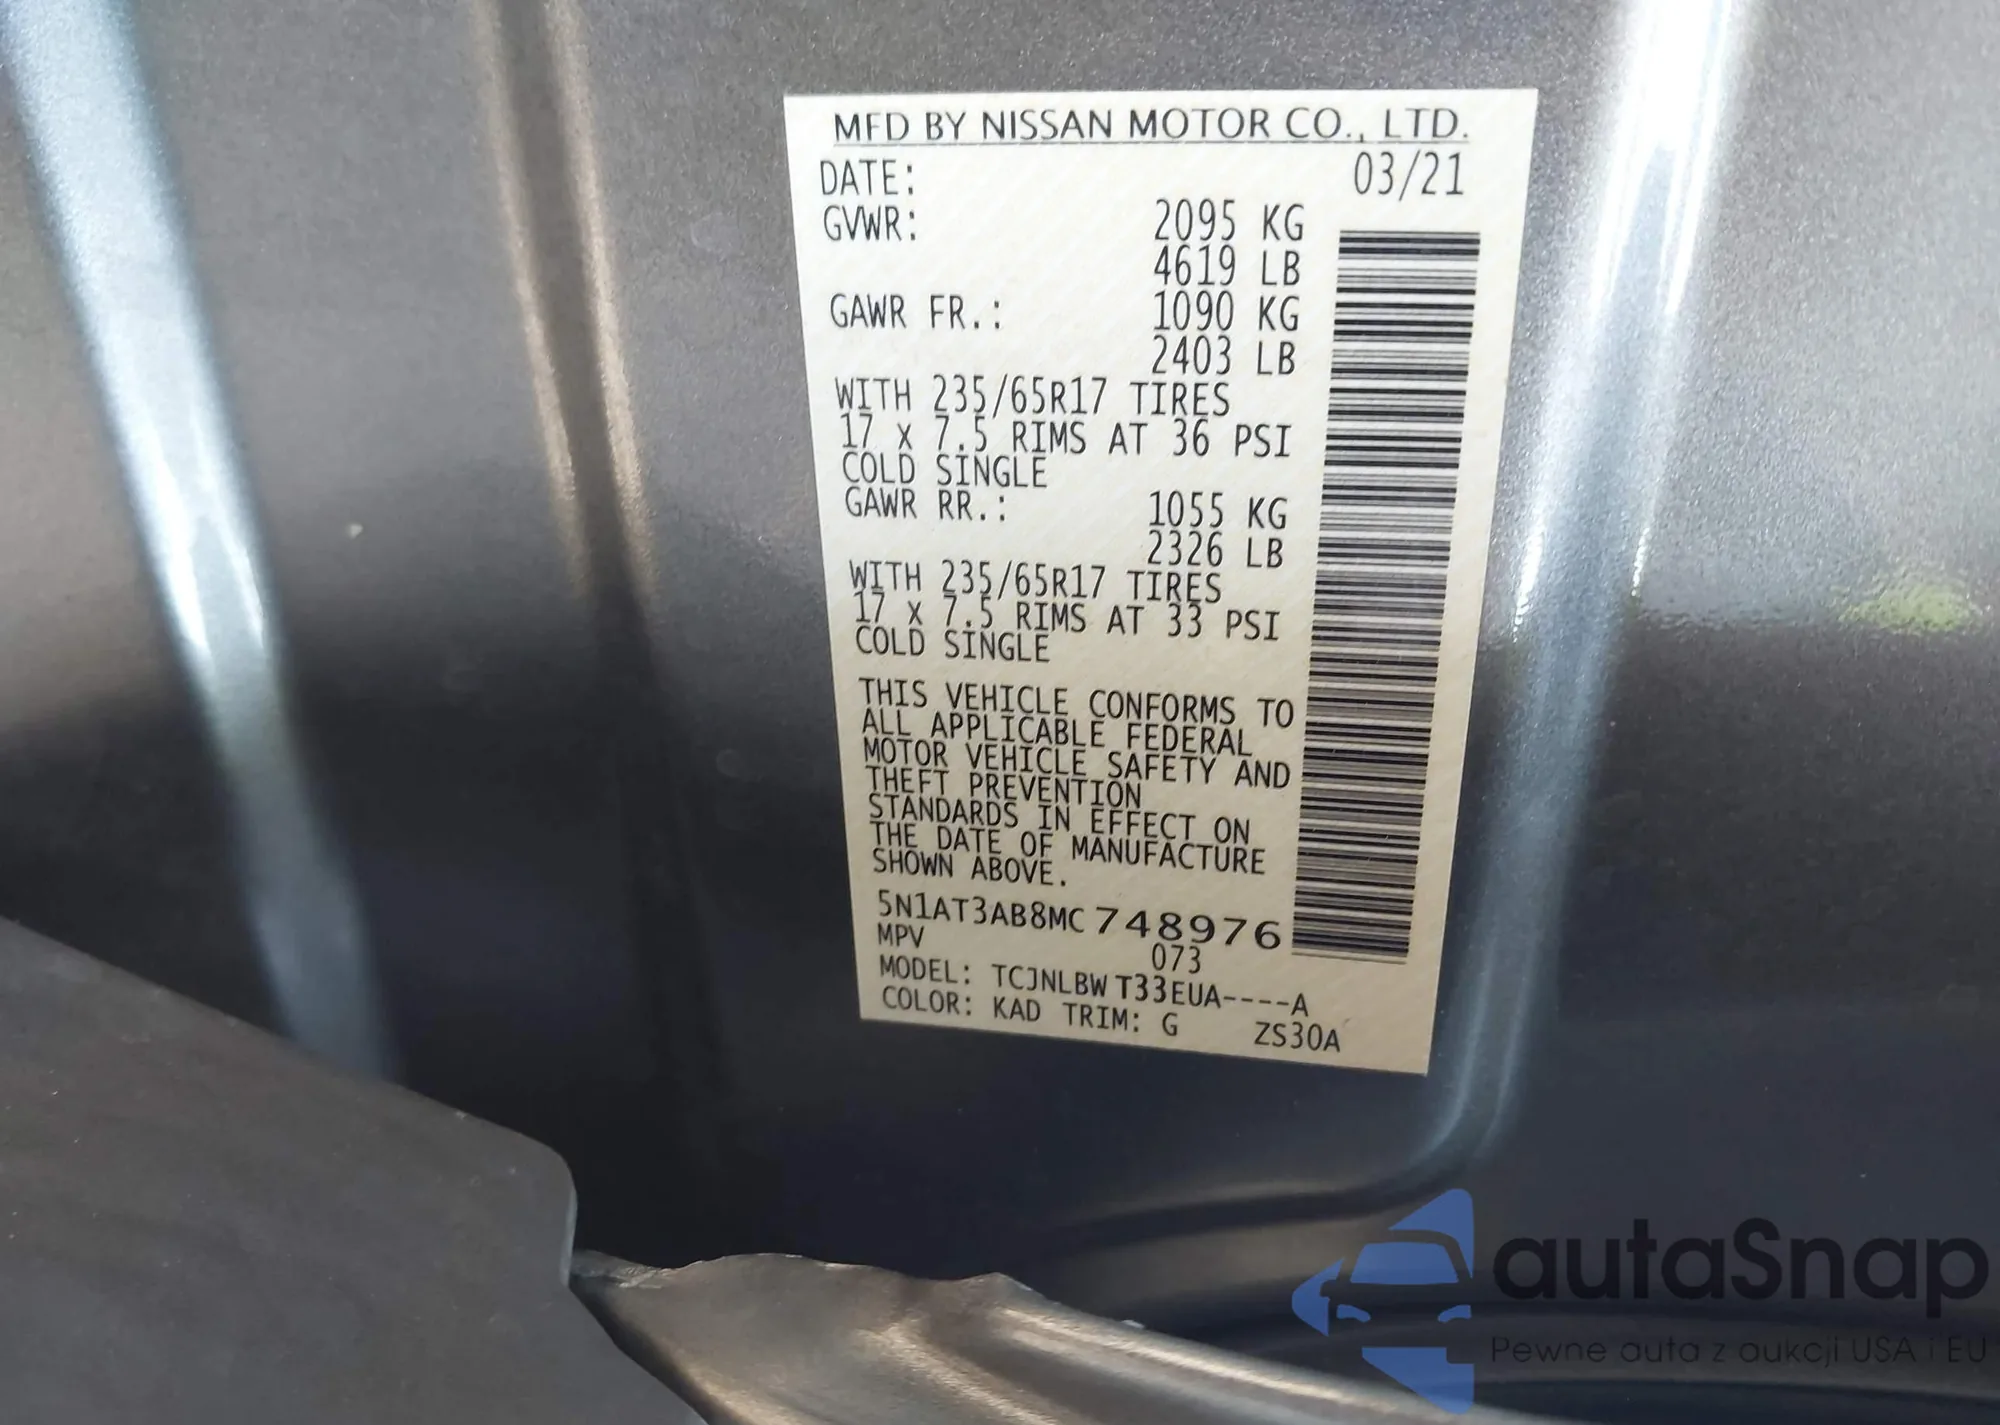 MFD BY NISSAN MOTOR CO., LTD.
DATE: 03/21
GVWR: 2095 KG
4619 LB
GAWR FR.: 1090 KG
2403 LB
WITH 235/65R17 TIRES
17 x 7.5 RIMS AT 36 PSI
COLD SINGLE
GAWR RR.: 1055 KG
2326 LB
WITH 235/65R17 TIRES
17 x 7.5 RIMS AT 33 PSI
COLD SINGLE
THIS VEHICLE CONFORMS TO
ALL APPLICABLE FEDERAL
MOTOR VEHICLE SAFETY AND
THEFT PREVENTION
STANDARDS IN EFFECT ON
THE DATE OF MANUFACTURE
SHOWN ABOVE.
5N1AT3AB8MC748976
MPV 073
MODEL: TCJNLBW T33EUA----A
COLOR: KAD TRIM: G ZS30A
autaSnap
Pewne auta z aukcji USA i EU